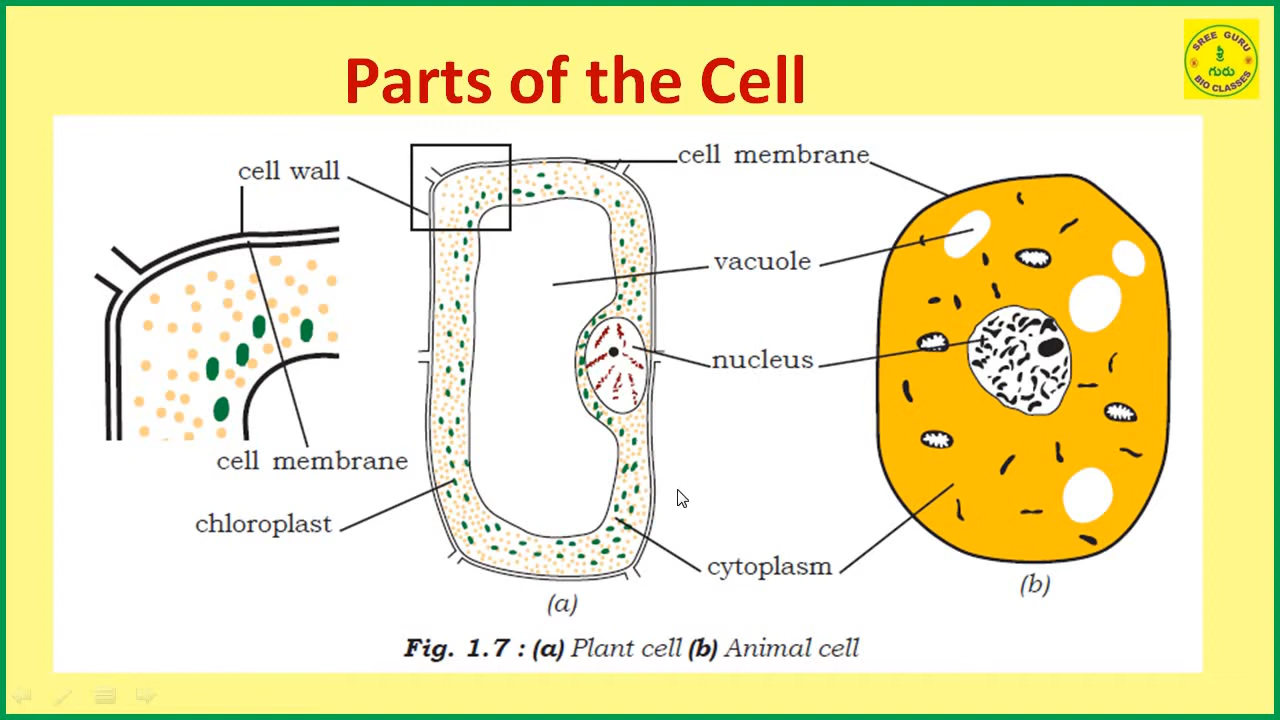 Parts of the Cell
SREE GURU
శ్రీ
గురు
BIO CLASSES
cell wall
cell membrane
vacuole
nucleus
cell membrane
chloroplast
cytoplasm
(a)
(b)
Fig. 1.7 : (a) Plant cell (b) Animal cell